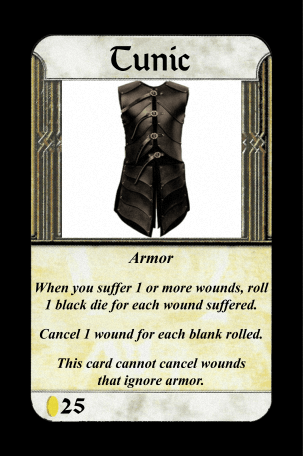 Tunic
Armor
When you suffer 1 or more wounds, roll
1 black die for each wound suffered.
Cancel 1 wound for each blank rolled.
This card cannot cancel wounds
that ignore armor.
25